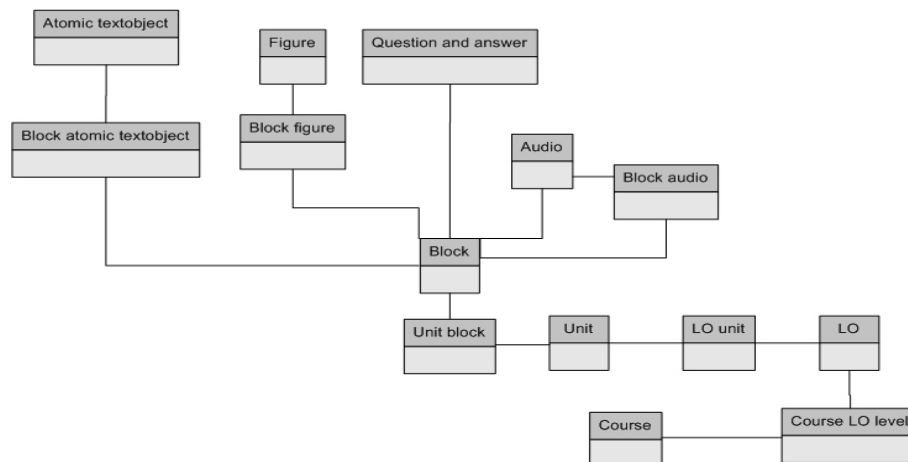 Atomic textobject
Figure
Question and answer
Block atomic textobject
Block figure
Audio
Block audio
Block
Unit block
Unit
LO unit
LO
Course
Course LO level